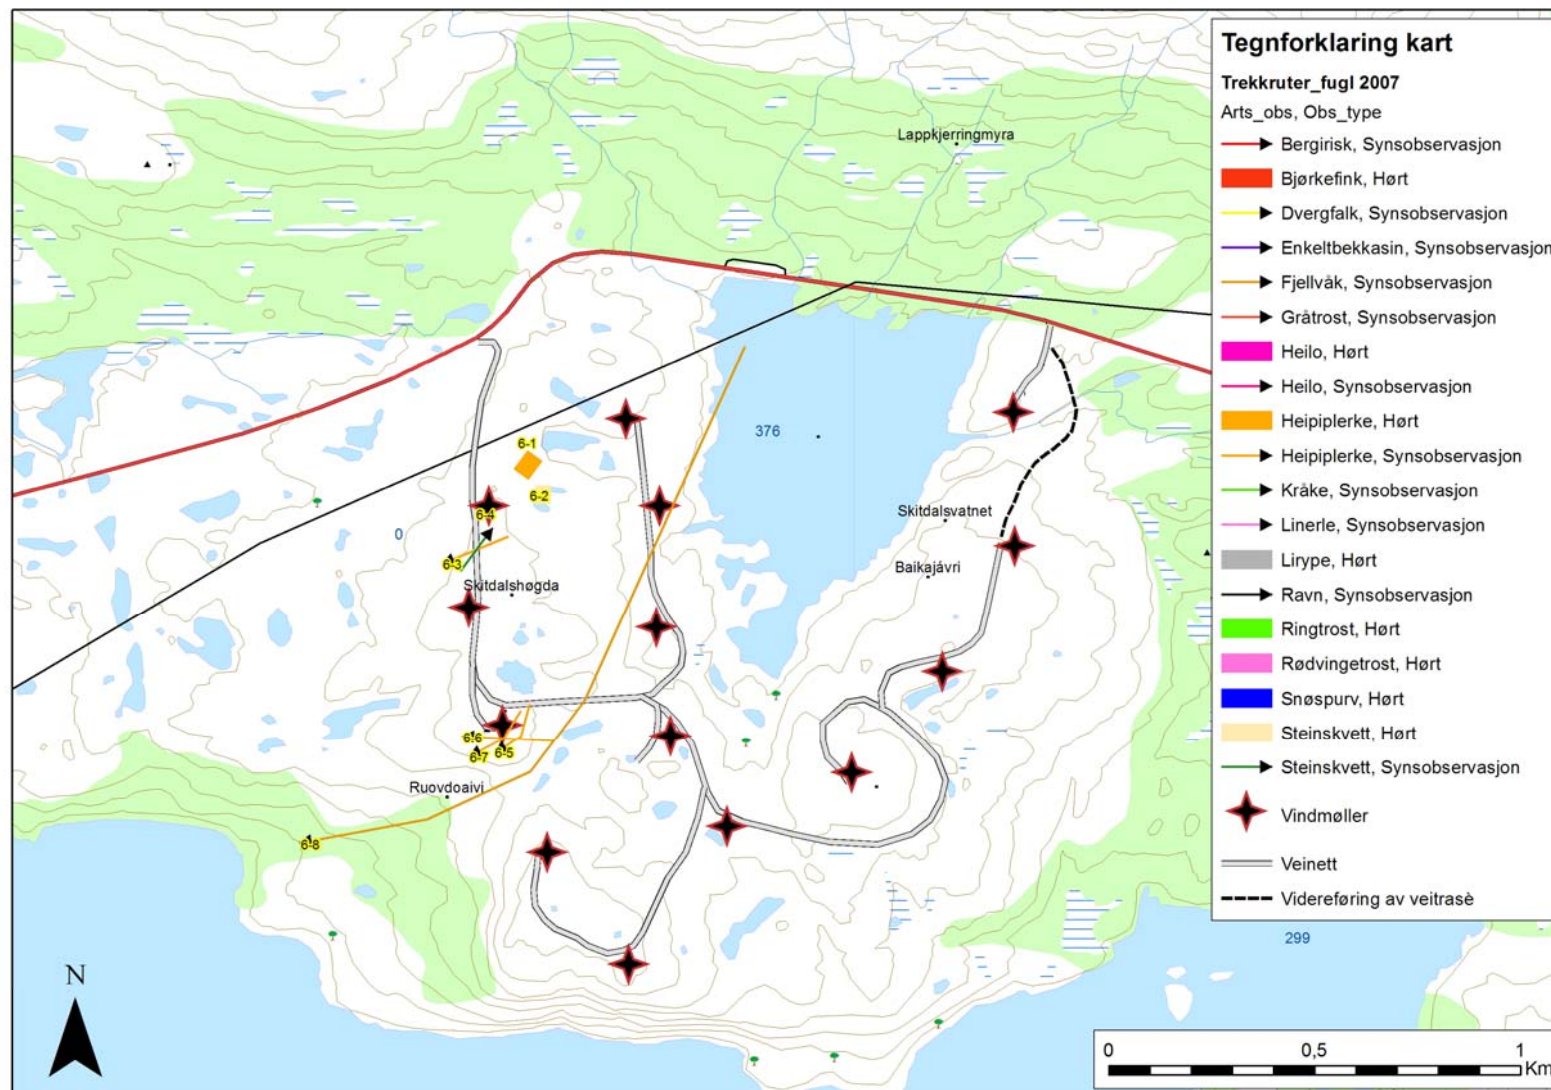 Tegnforklaring kart
Trekkruter_fugl 2007
Arts_obs, Obs_type
Bergirisk, Synsobservasjon
Bjørkefink, Hørt
Dvergfalk, Synsobservasjon
Enkeltbekkasin, Synsobservasjon
Fjellvåk, Synsobservasjon
Gråtrost, Synsobservasjon
Heilo, Hørt
Heilo, Synsobservasjon
Heipiplerke, Hørt
Heipiplerke, Synsobservasjon
Kråke, Synsobservasjon
Linerle, Synsobservasjon
Lirype, Hørt
Ravn, Synsobservasjon
Ringtrost, Hørt
Rødvingetrost, Hørt
Snøspurv, Hørt
Steinskvett, Hørt
Steinskvett, Synsobservasjon
Vindmøller
Veinett
Videreføring av veitrasè
Lappkjerringmyra
376
6-1
6-2
6-4
Skitdalsvatnet
0
6-3
Baikajávri
Skitdalshøgda
6-6
6-7
6-5
Ruovdoaivi
6-8
299
N
0
0,5
1
Km